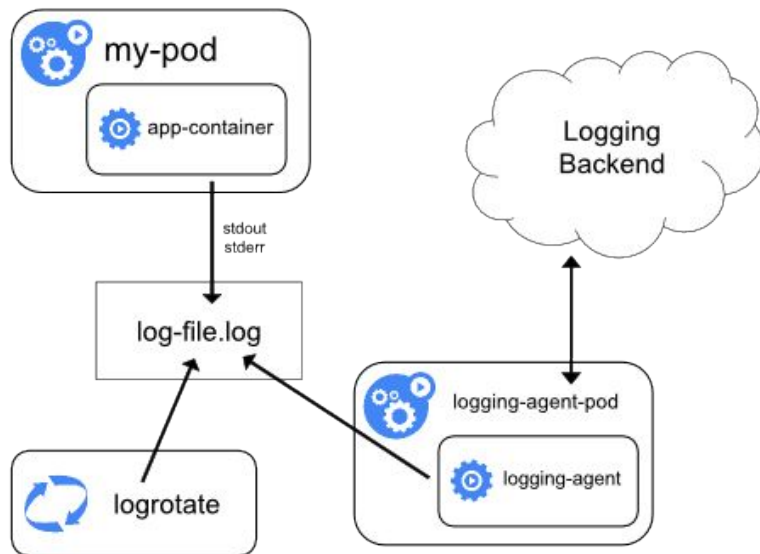 my-pod
app-container
Logging
Backend
stdout
stderr
log-file.log
logging-agent-pod
logging-agent
logrotate